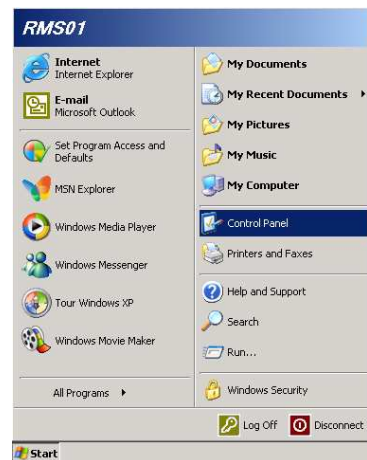 RMS01
Internet
Internet Explorer
E-mail
Microsoft Outlook
Set Program Access and
Defaults
MSN Explorer
Windows Media Player
Windows Messenger
Tour Windows XP
Windows Movie Maker
All Programs
My Documents
My Recent Documents
My Pictures
My Music
My Computer
Control Panel
Printers and Faxes
Help and Support
Search
Run...
Windows Security
Log Off
Disconnect
Start